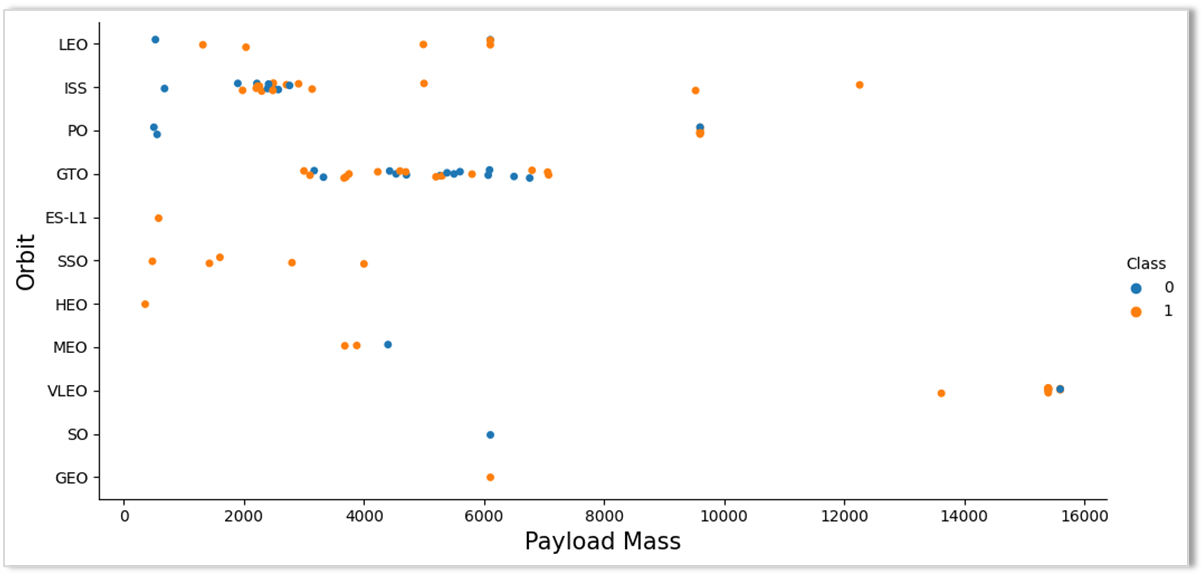 LEO
ISS
PO
GTO
ES-L1
SSO
HEO
MEO
VLEO
SO
GEO
Orbit
0 2000 4000 6000 8000 10000 12000 14000 16000
Payload Mass
Class
0
1